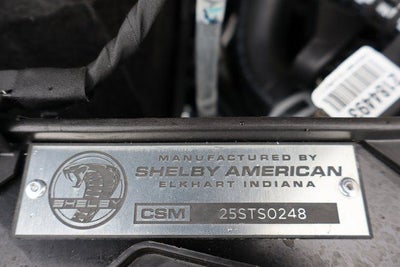 MANUFACTURED BY
SHELBY AMERICAN
ELKHART INDIANA
SHELBY
CSM 25STS0248